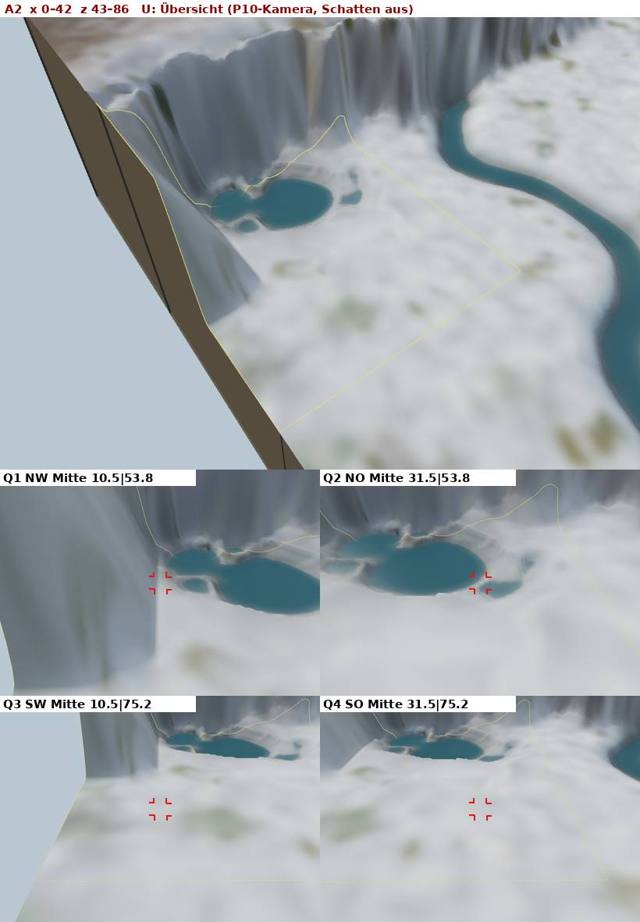 A2 x 0-42 z 43-86 U: Übersicht (P10-Kamera, Schatten aus)
Q1 NW Mitte 10.5|53.8
Q2 NO Mitte 31.5|53.8
Q3 SW Mitte 10.5|75.2
Q4 SO Mitte 31.5|75.2